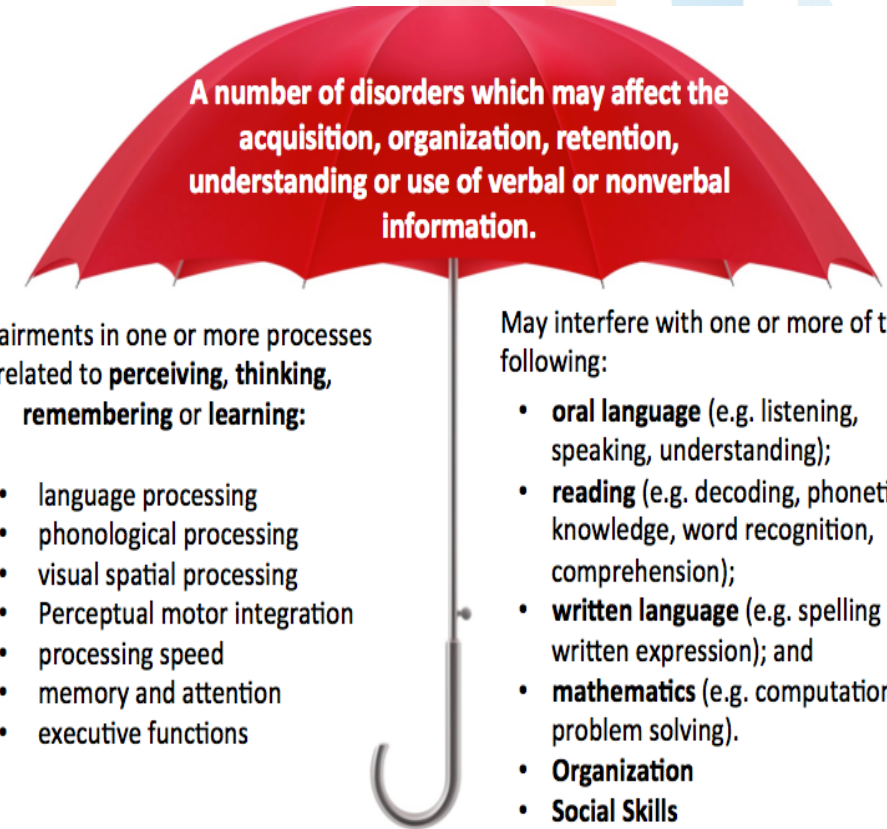 A number of disorders which may affect the
acquisition, organization, retention,
understanding or use of verbal or nonverbal
information.
airments in one or more processes
related to perceiving, thinking,
remembering or learning:
• language processing
• phonological processing
• visual spatial processing
• Perceptual motor integration
• processing speed
• memory and attention
• executive functions
May interfere with one or more of t
following:
• oral language (e.g. listening,
speaking, understanding);
• reading (e.g. decoding, phoneti
knowledge, word recognition,
comprehension);
• written language (e.g. spelling
written expression); and
• mathematics (e.g. computation
problem solving).
• Organization
• Social Skills